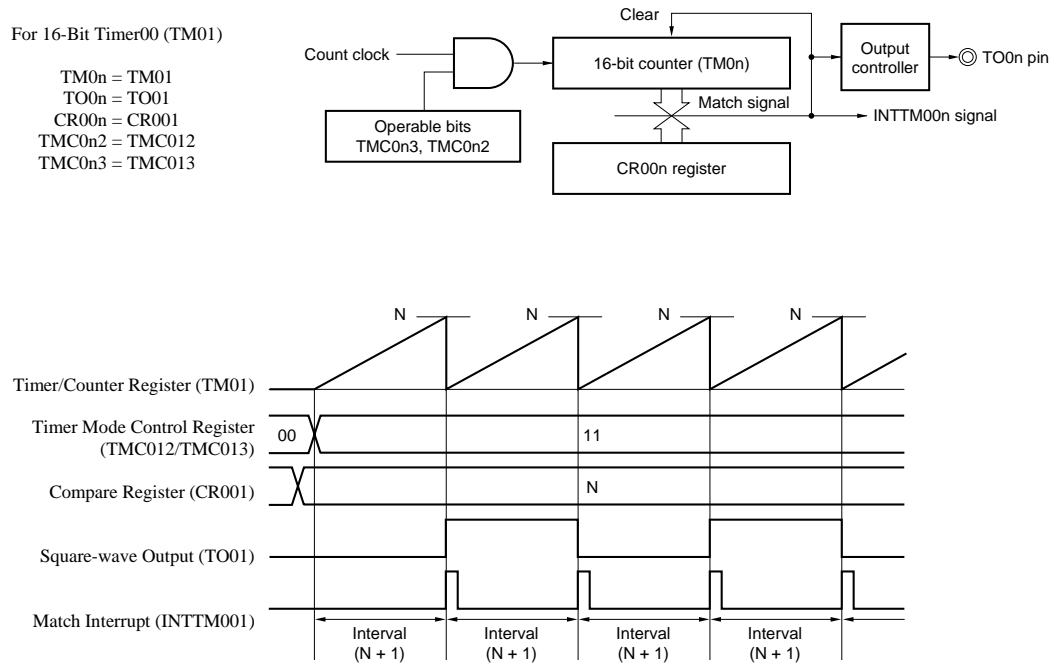 For 16-Bit Timer00 (TM01)
TM0n = TM01
TO0n = TO01
CR00n = CR001
TMC0n2 = TMC012
TMC0n3 = TMC013
Clear
Count clock
16-bit counter (TM0n)
Output
controller
TO0n pin
Match signal
INTTM00n signal
Operable bits
TMC0n3, TMC0n2
CR00n register
N
N
N
N
Timer/Counter Register (TM01)
Timer Mode Control Register
(TMC012/TMC013)
00
11
Compare Register (CR001)
N
Square-wave Output (TO01)
Match Interrupt (INTTM001)
Interval
(N + 1)
Interval
(N + 1)
Interval
(N + 1)
Interval
(N + 1)